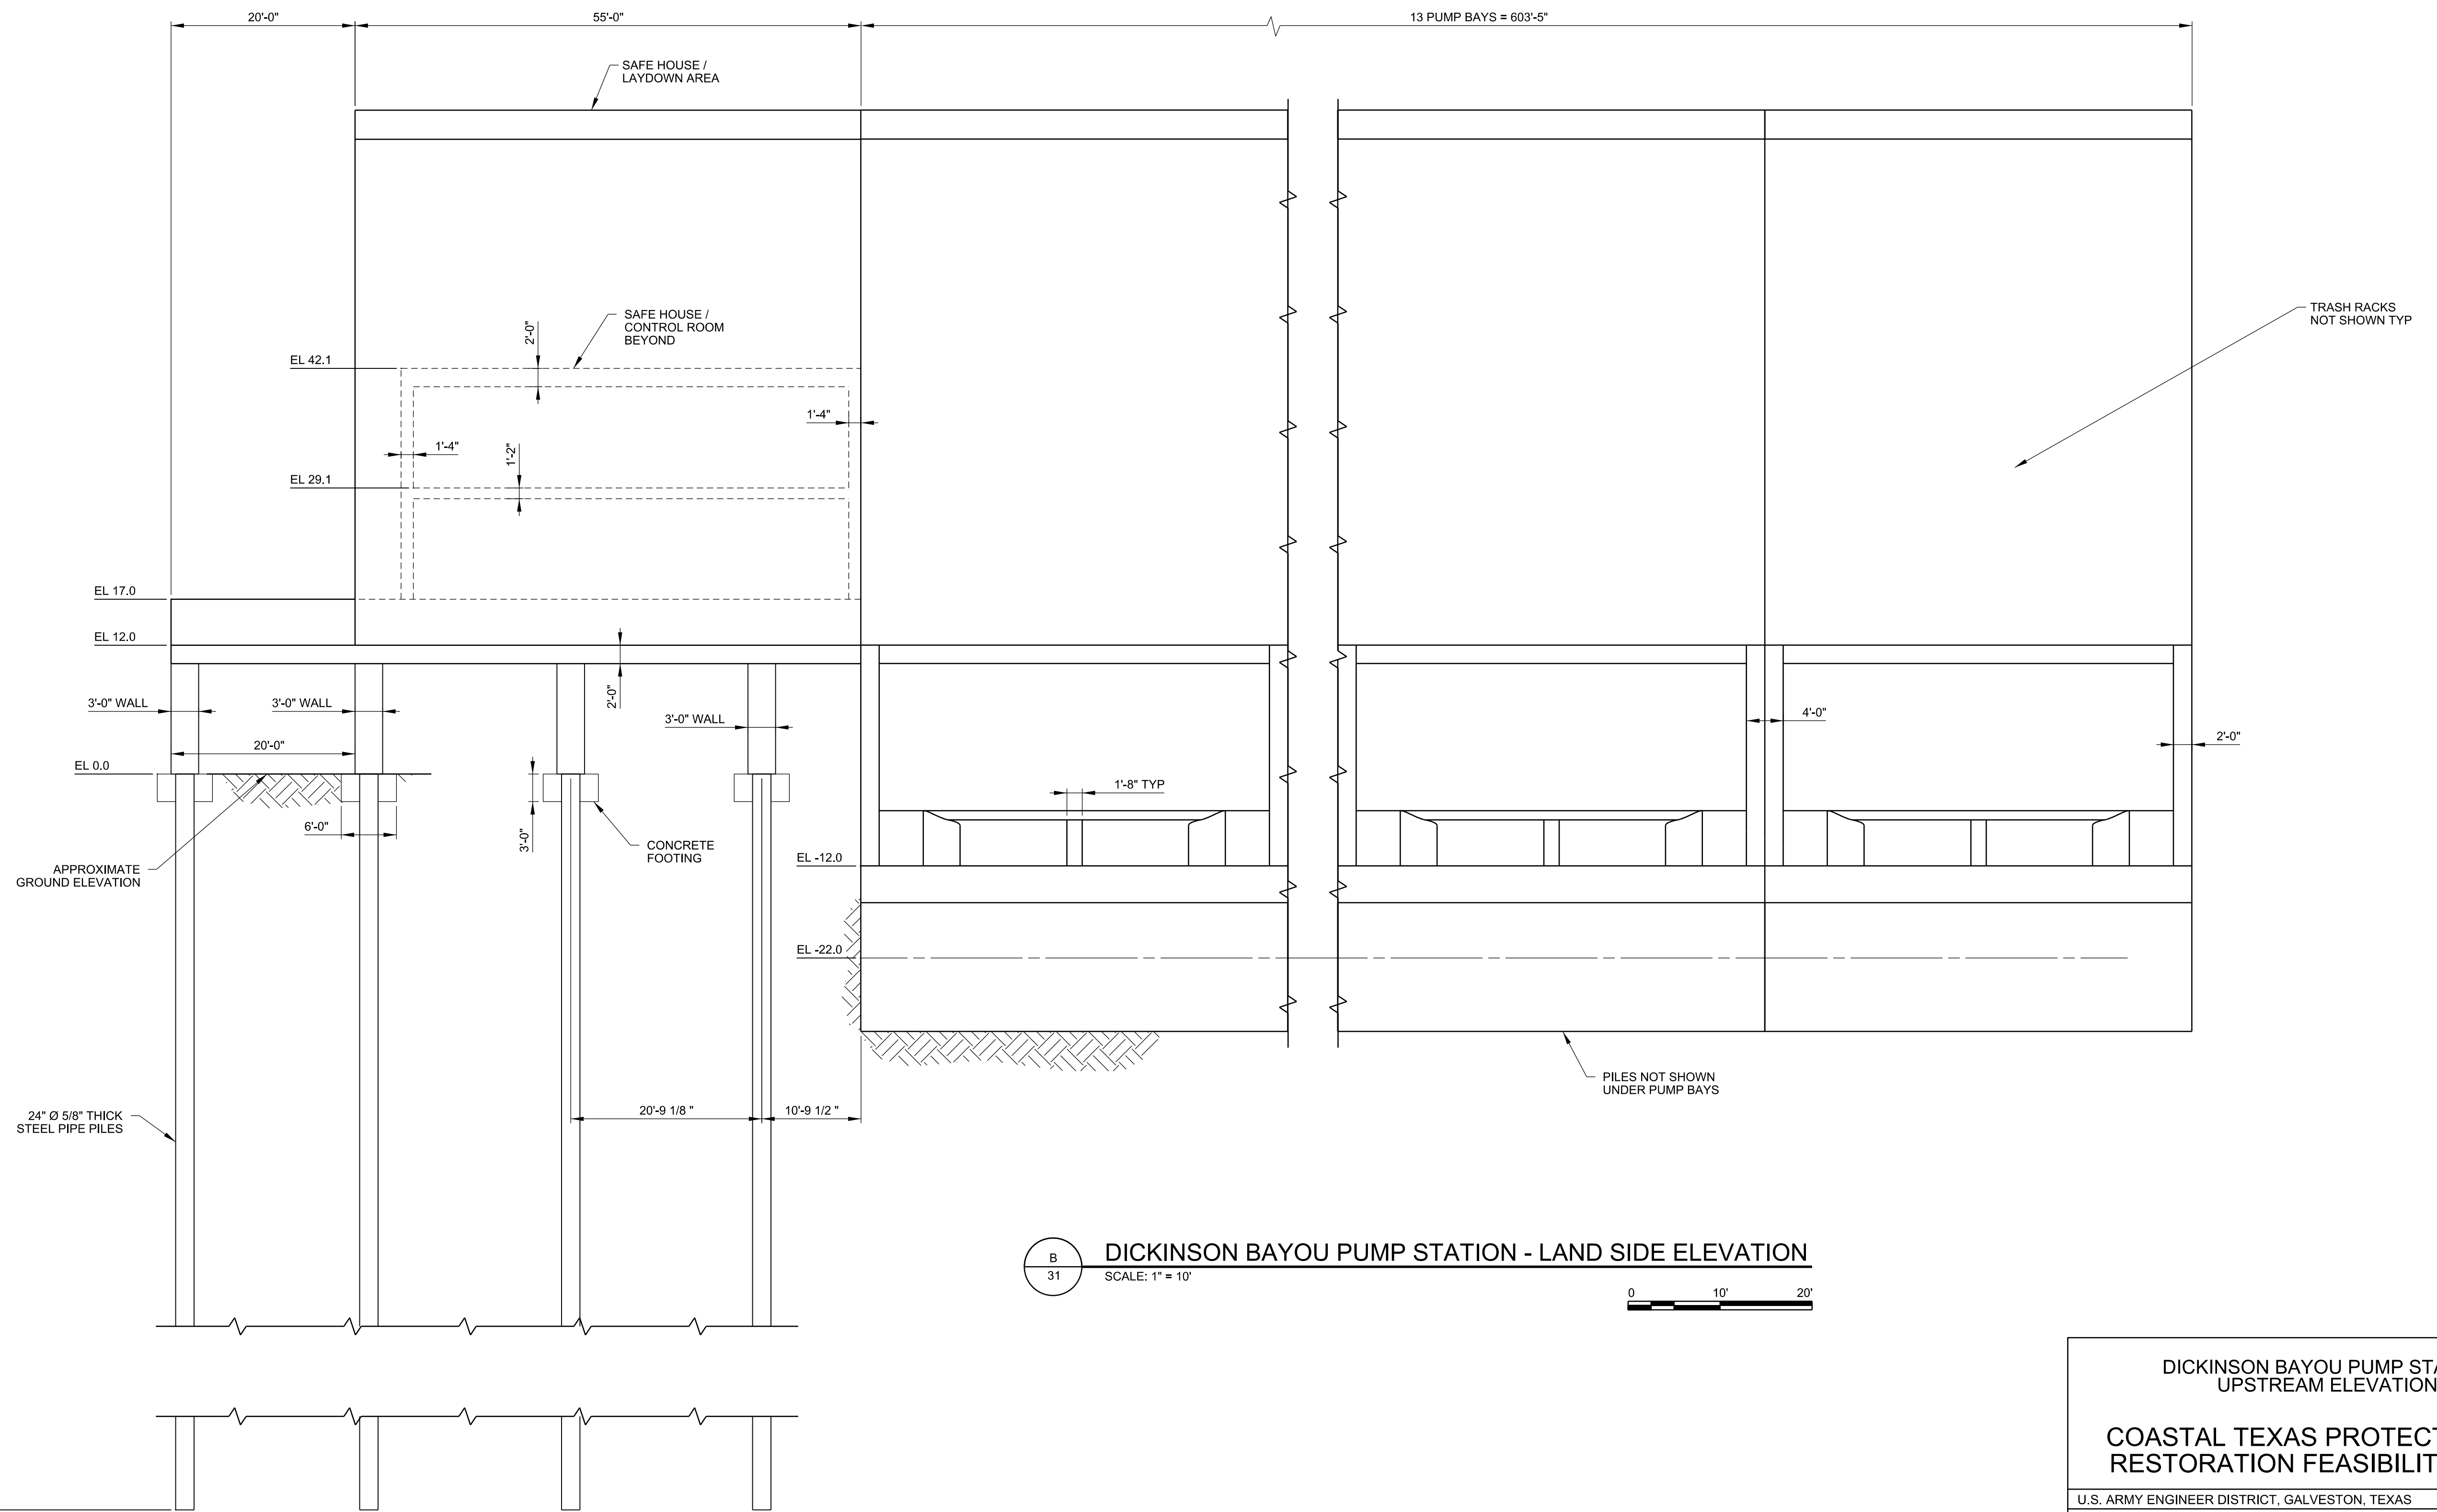 20'-0"
55'-0"
13 PUMP BAYS = 603'-5"
SAFE HOUSE /
LAYDOWN AREA
SAFE HOUSE /
CONTROL ROOM
BEYOND
2'-0"
TRASH RACKS
NOT SHOWN TYP
EL 42.1
1'-4"
1'-4"
1'-2"
EL 29.1
EL 17.0
EL 12.0
2'-0"
3'-0" WALL
3'-0" WALL
3'-0" WALL
4'-0"
2'-0"
20'-0"
EL 0.0
1'-8" TYP
6'-0"
3'-0"
CONCRETE
FOOTING
EL -12.0
APPROXIMATE
GROUND ELEVATION
EL -22.0
PILES NOT SHOWN
UNDER PUMP BAYS
24" Ø 5/8" THICK
STEEL PIPE PILES
20'-9 1/8 "
10'-9 1/2 "
B
31
DICKINSON BAYOU PUMP STATION - LAND SIDE ELEVATION
SCALE: 1" = 10'
0 10' 20'
DICKINSON BAYOU PUMP STA
UPSTREAM ELEVATION
COASTAL TEXAS PROTECT
RESTORATION FEASIBILIT
U.S. ARMY ENGINEER DISTRICT, GALVESTON, TEXAS